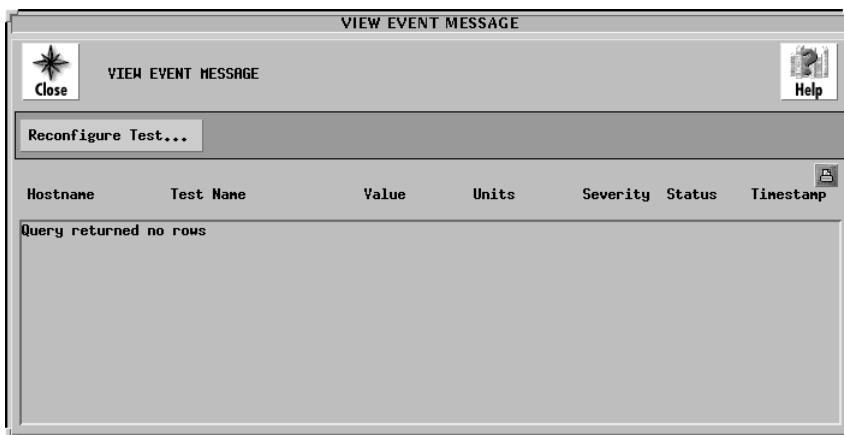 VIEW EVENT MESSAGE
Close
VIEW EVENT MESSAGE
Help
Reconfigure Test...
Hostname Test Name Value Units Severity Status Timestamp
Query returned no rows